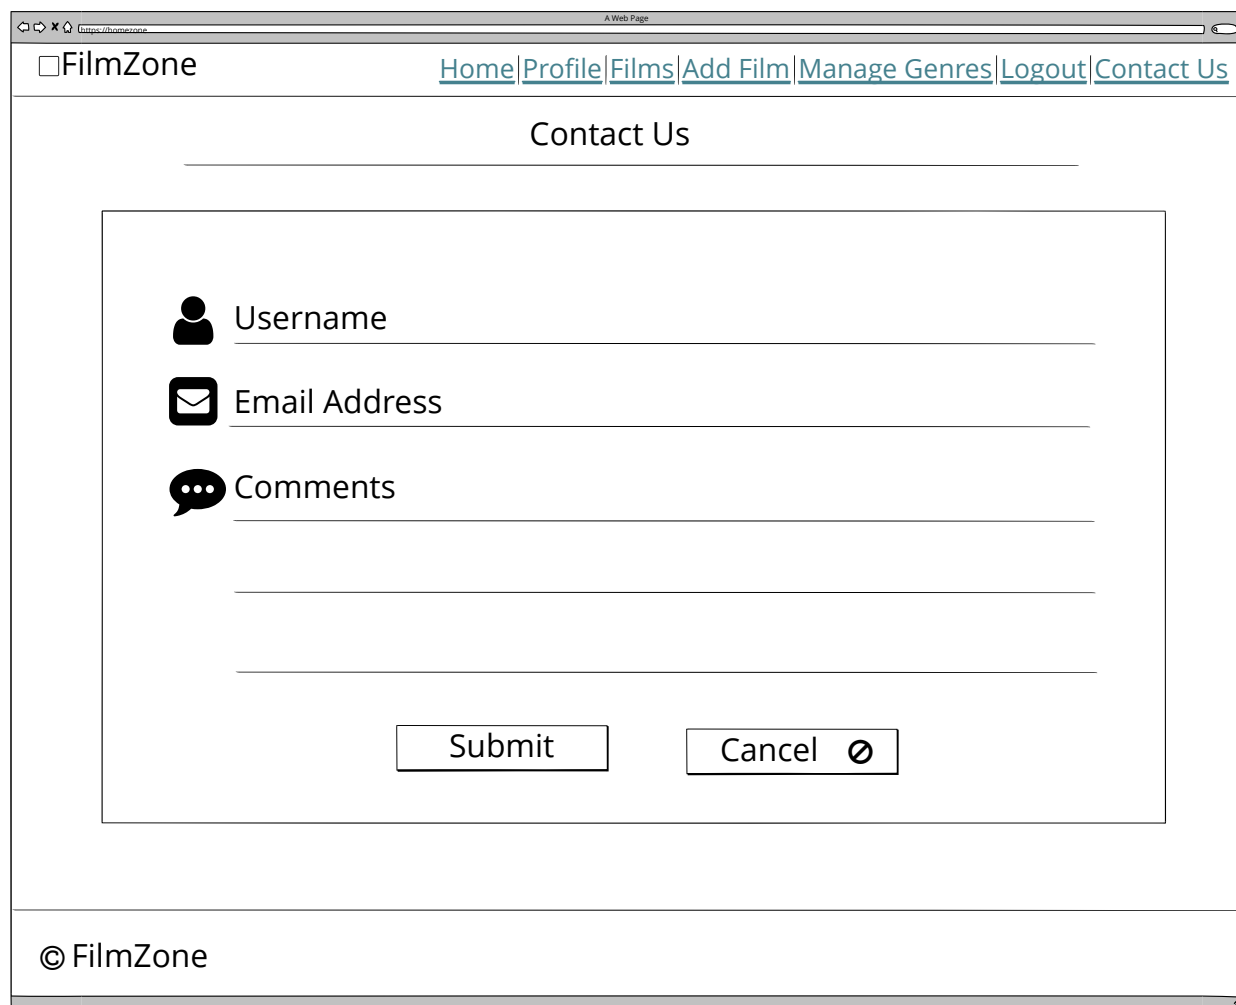 A Web Page
https://homezone
FilmZone
Home|Profile|Films|Add Film|Manage Genres|Logout|Contact Us
Contact Us
Username
Email Address
Comments
Submit
Cancel
© FilmZone